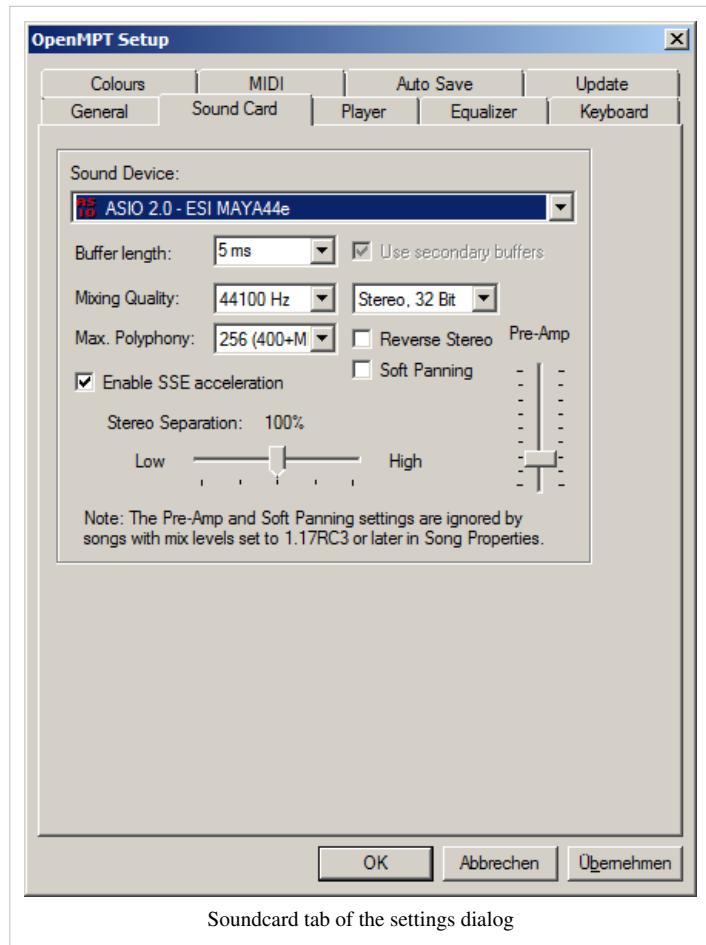 OpenMPT Setup
Colours MIDI Auto Save Update
General Sound Card Player Equalizer Keyboard
Sound Device:
ASIO ASIO 2.0 - ESI MAYA44e
Buffer length: 5 ms Use secondary buffers
Mixing Quality: 44100 Hz Stereo, 32 Bit
Max. Polyphony: 256 (400+M Reverse Stereo Pre-Amp
Enable SSE acceleration Soft Panning
Stereo Separation: 100%
Low High
Note: The Pre-Amp and Soft Panning settings are ignored by
songs with mix levels set to 1.17RC3 or later in Song Properties.
OK Abbrechen Übernehmen
Soundcard tab of the settings dialog